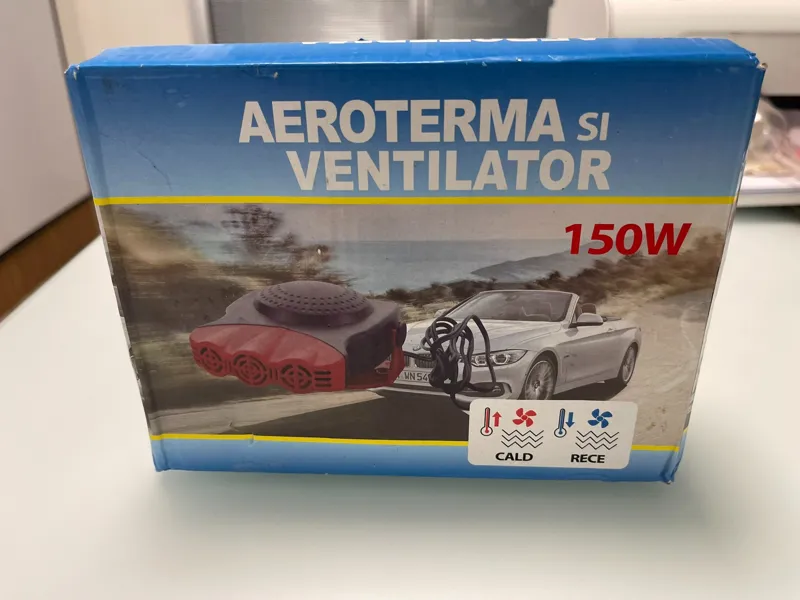 AEROTERMA SI
VENTILATOR
150W
CALD RECE